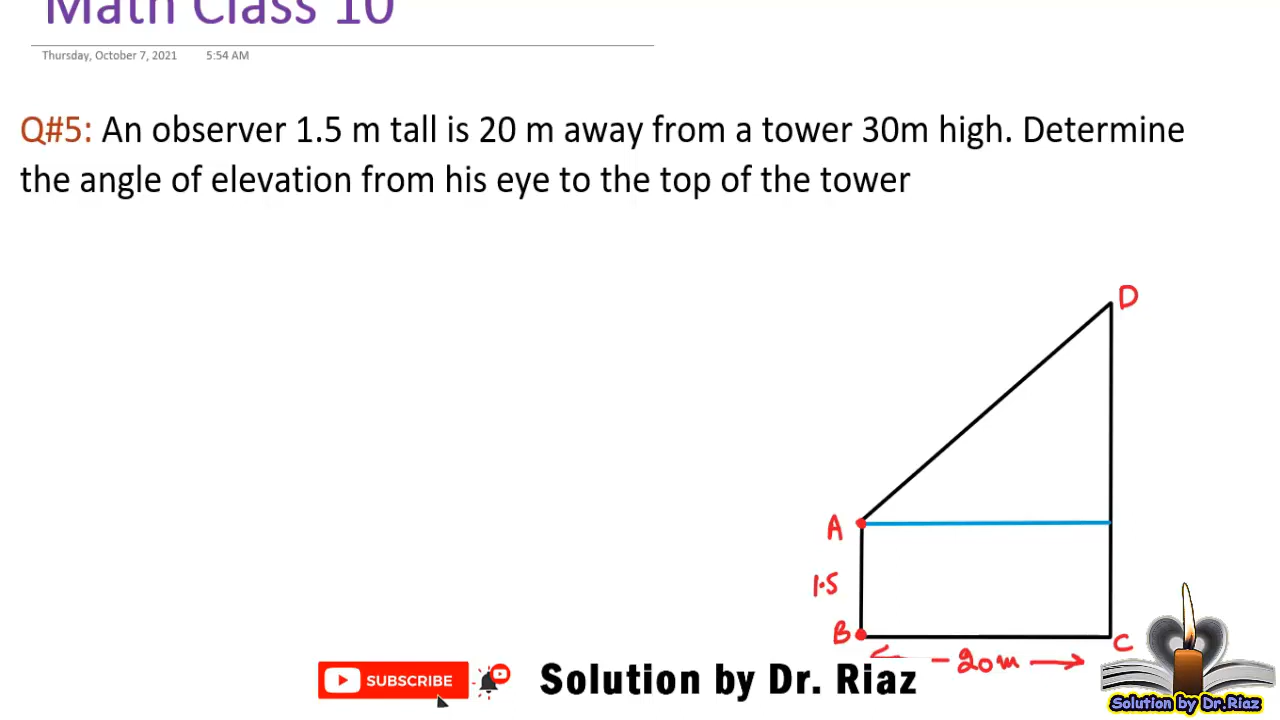 Math Class 10
Thursday, October 7, 2021 5:54 AM
Q#5: An observer 1.5 m tall is 20 m away from a tower 30m high. Determine
the angle of elevation from his eye to the top of the tower
D
A
1.5
B
C
20m
SUBSCRIBE
Solution by Dr. Riaz
Solution by Dr.Riaz